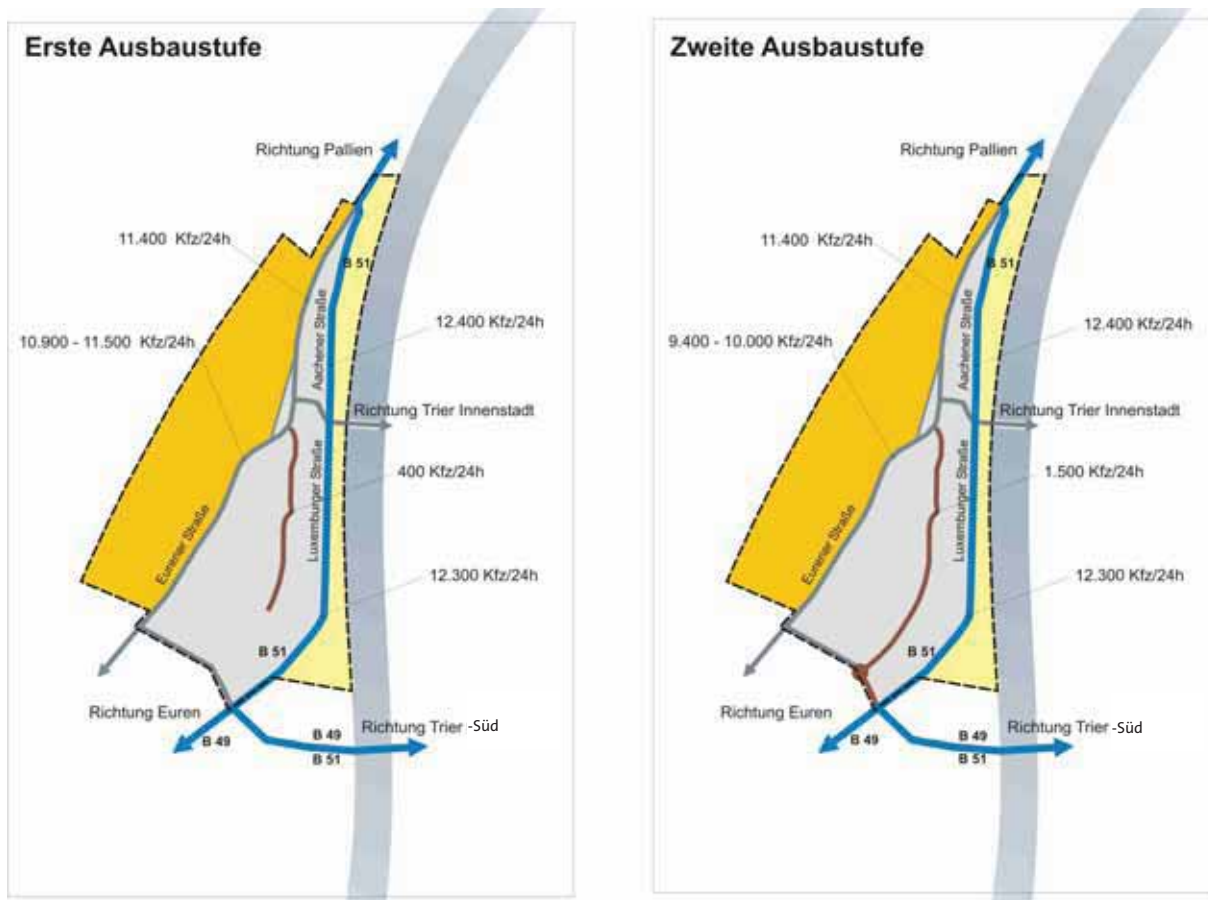 Erste Ausbaustufe
Richtung Pallien
11.400 Kfz/24h
B 51
Aachener Straße
12.400 Kfz/24h
10.900 - 11.500 Kfz/24h
Richtung Trier Innenstadt
Luxemburger Straße
400 Kfz/24h
Eurener Straße
12.300 Kfz/24h
B 51
Richtung Euren
B 49
B 49
B 51
Richtung Trier -Süd
Zweite Ausbaustufe
Richtung Pallien
11.400 Kfz/24h
B 51
Aachener Straße
12.400 Kfz/24h
9.400 - 10.000 Kfz/24h
Richtung Trier Innenstadt
Luxemburger Straße
1.500 Kfz/24h
Eurener Straße
12.300 Kfz/24h
B 51
Richtung Euren
B 49
B 49
B 51
Richtung Trier -Süd